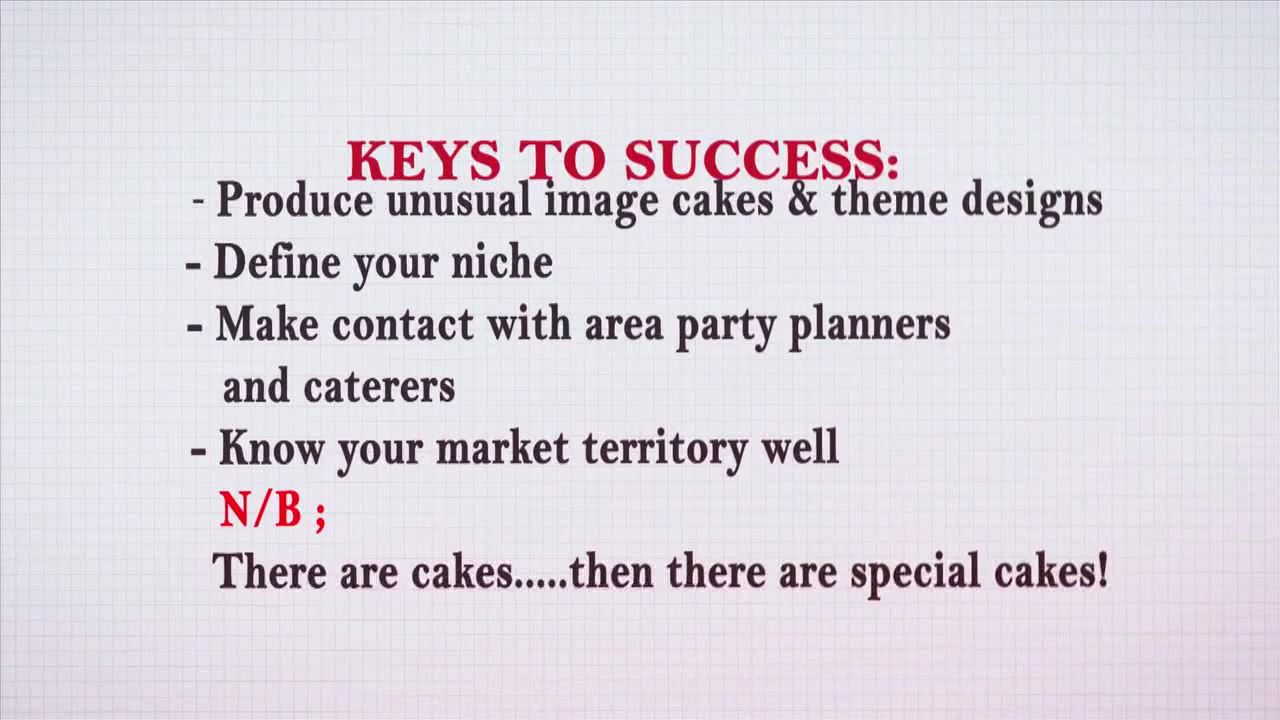 KEYS TO SUCCESS:
- Produce unusual image cakes & theme designs
- Define your niche
- Make contact with area party planners
and caterers
- Know your market territory well
N/B ;
There are cakes.....then there are special cakes!